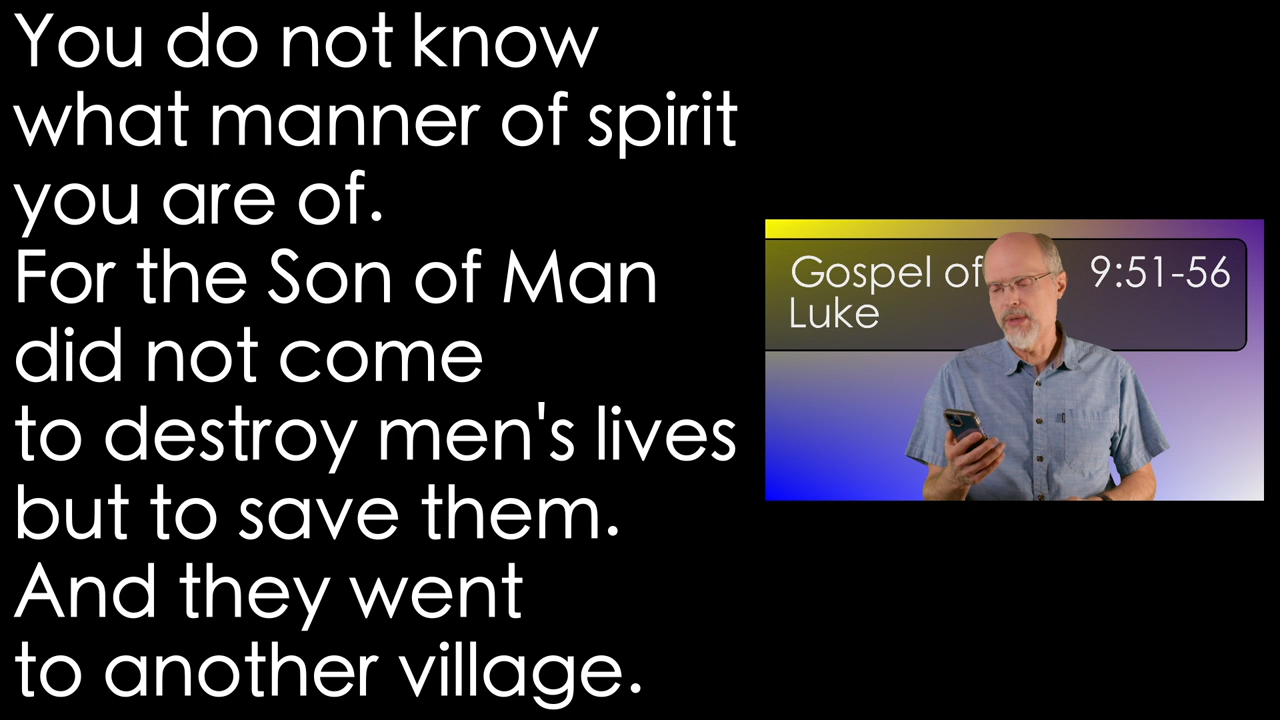 You do not know
what manner of spirit
you are of.
For the Son of Man
did not come
to destroy men's lives
but to save them.
And they went
to another village.
Gospel of 9:51-56
Luke